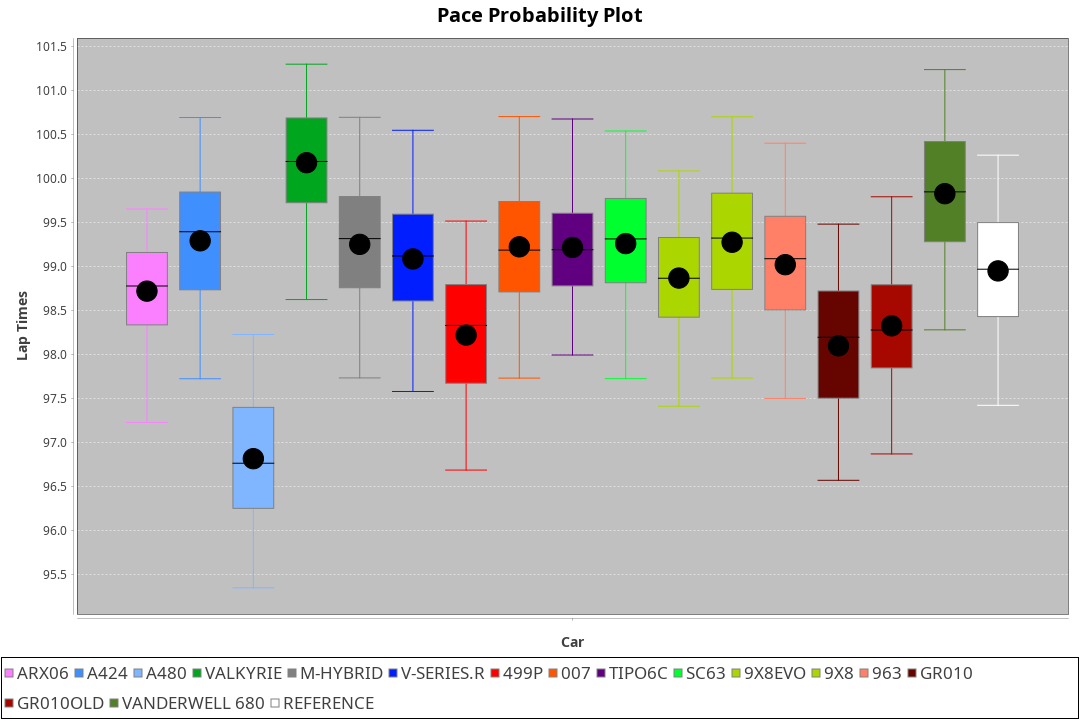 Pace Probability Plot
101.5
101.0
100.5
100.0
99.5
99.0
98.5
98.0
97.5
97.0
96.5
96.0
95.5
Lap Times
Car
ARX06 A424 A480 VALKYRIE M-HYBRID V-SERIES.R 499P 007 TIPO6C SC63 9X8EVO 9X8 963 GR010
GR010OLD VANDERWELL 680 REFERENCE